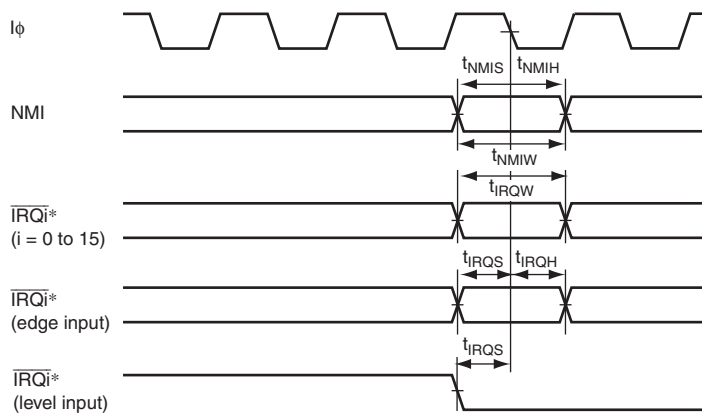 Iϕ
tNMIS tNMIH
NMI
tNMIW
tIRQW
IRQi*
(i = 0 to 15)
tIRQS tIRQH
IRQi*
(edge input)
tIRQS
IRQi*
(level input)